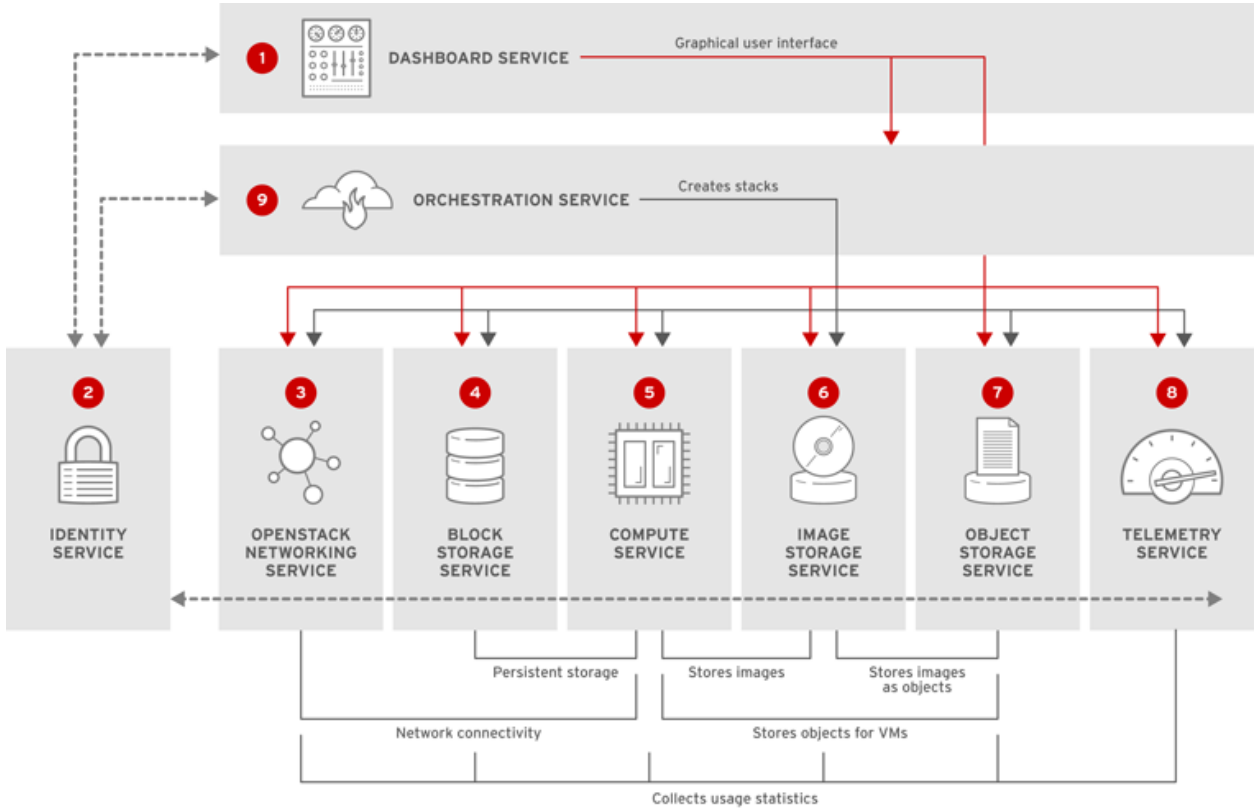 1
DASHBOARD SERVICE
Graphical user interface
9
ORCHESTRATION SERVICE
Creates stacks
2
IDENTITY
SERVICE
3
OPENSTACK
NETWORKING
SERVICE
4
BLOCK
STORAGE
SERVICE
5
COMPUTE
SERVICE
6
IMAGE
STORAGE
SERVICE
7
OBJECT
STORAGE
SERVICE
8
TELEMETRY
SERVICE
Persistent storage
Stores images
Stores images
as objects
Network connectivity
Stores objects for VMs
Collects usage statistics